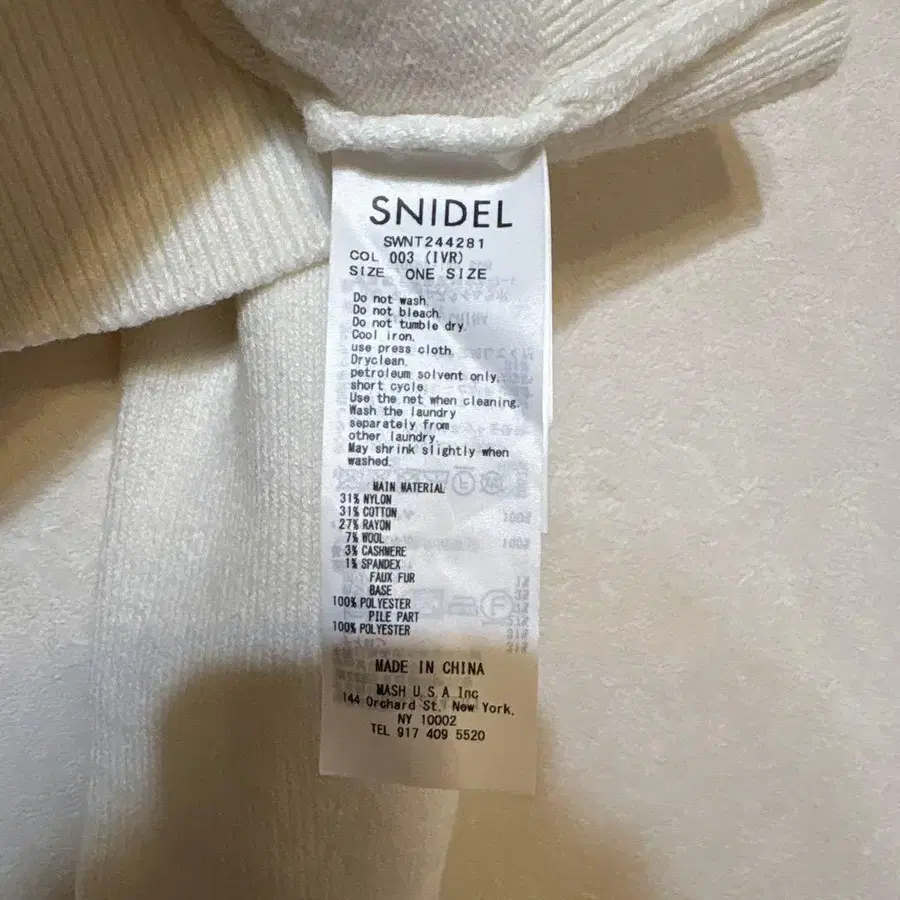 SNIDEL
SWNT244281
COL 003 (IVR)
SIZE ONE SIZE
Do not wash.
Do not bleach.
Do not tumble dry.
Cool iron.
use press cloth.
Dryclean.
petroleum solvent only.
short cycle.
Use the net when cleaning.
Wash the laundry
separately from
other laundry.
May shrink slightly when
washed.
MAIN MATERIAL
31% NYLON
31% COTTON
27% RAYON
7% WOOL
3% CASHMERE
1% SPANDEX
FAUX FUR
BASE
100% POLYESTER
PILE PART
100% POLYESTER
MADE IN CHINA
MASH U.S.A Inc
144 Orchard St. New York,
NY 10002
TEL 917 409 5520